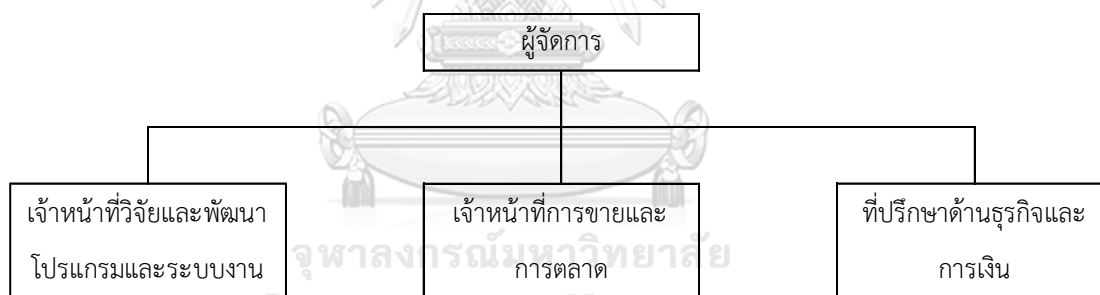 ผู้จัดการ
เจ้าหน้าที่วิจัยและพัฒนา
โปรแกรมและระบบงาน
เจ้าหน้าที่การขายและ
การตลาด
ที่ปรึกษาด้านธุรกิจและ
การเงิน
จุฬาลงกรณ์มหาวิทยาลัย